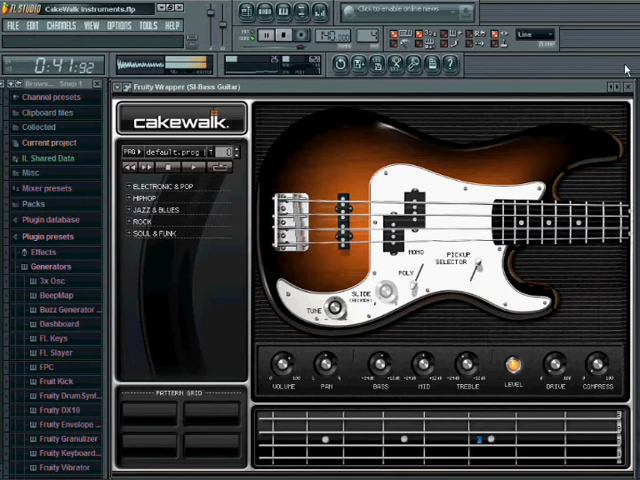 FL STUDIO
CakeWalk Instruments.flp
FILE EDIT CHANNELS VIEW OPTIONS TOOLS HELP
Click to enable online news
140.000
4
Line
0:41:92
Fruity Wrapper (SI-Bass Guitar)
Channel presets
Clipboard files
Collected
Current project
IL Shared Data
Misc
Mixer presets
Packs
Plugin database
Plugin presets
Effects
Generators
3x Osc
BeepMap
Buzz Generator ...
Dashboard
FL Keys
FL Slayer
FPC
Fruit Kick
Fruity DrumSynt...
Fruity DX10
Fruity Envelope ...
Fruity Granulizer
Fruity Keyboard...
Fruity Vibrator
cakewalk
PRG default.prog
ELECTRONIC & POP
HIPHOP
JAZZ & BLUES
ROCK
SOUL & FUNK
PATTERN GRID
MONO
POLY
PICKUP
SELECTOR
SLIDE
TUNE
VOLUME PAN BASS MID TREBLE LEVEL DRIVE COMPRESS